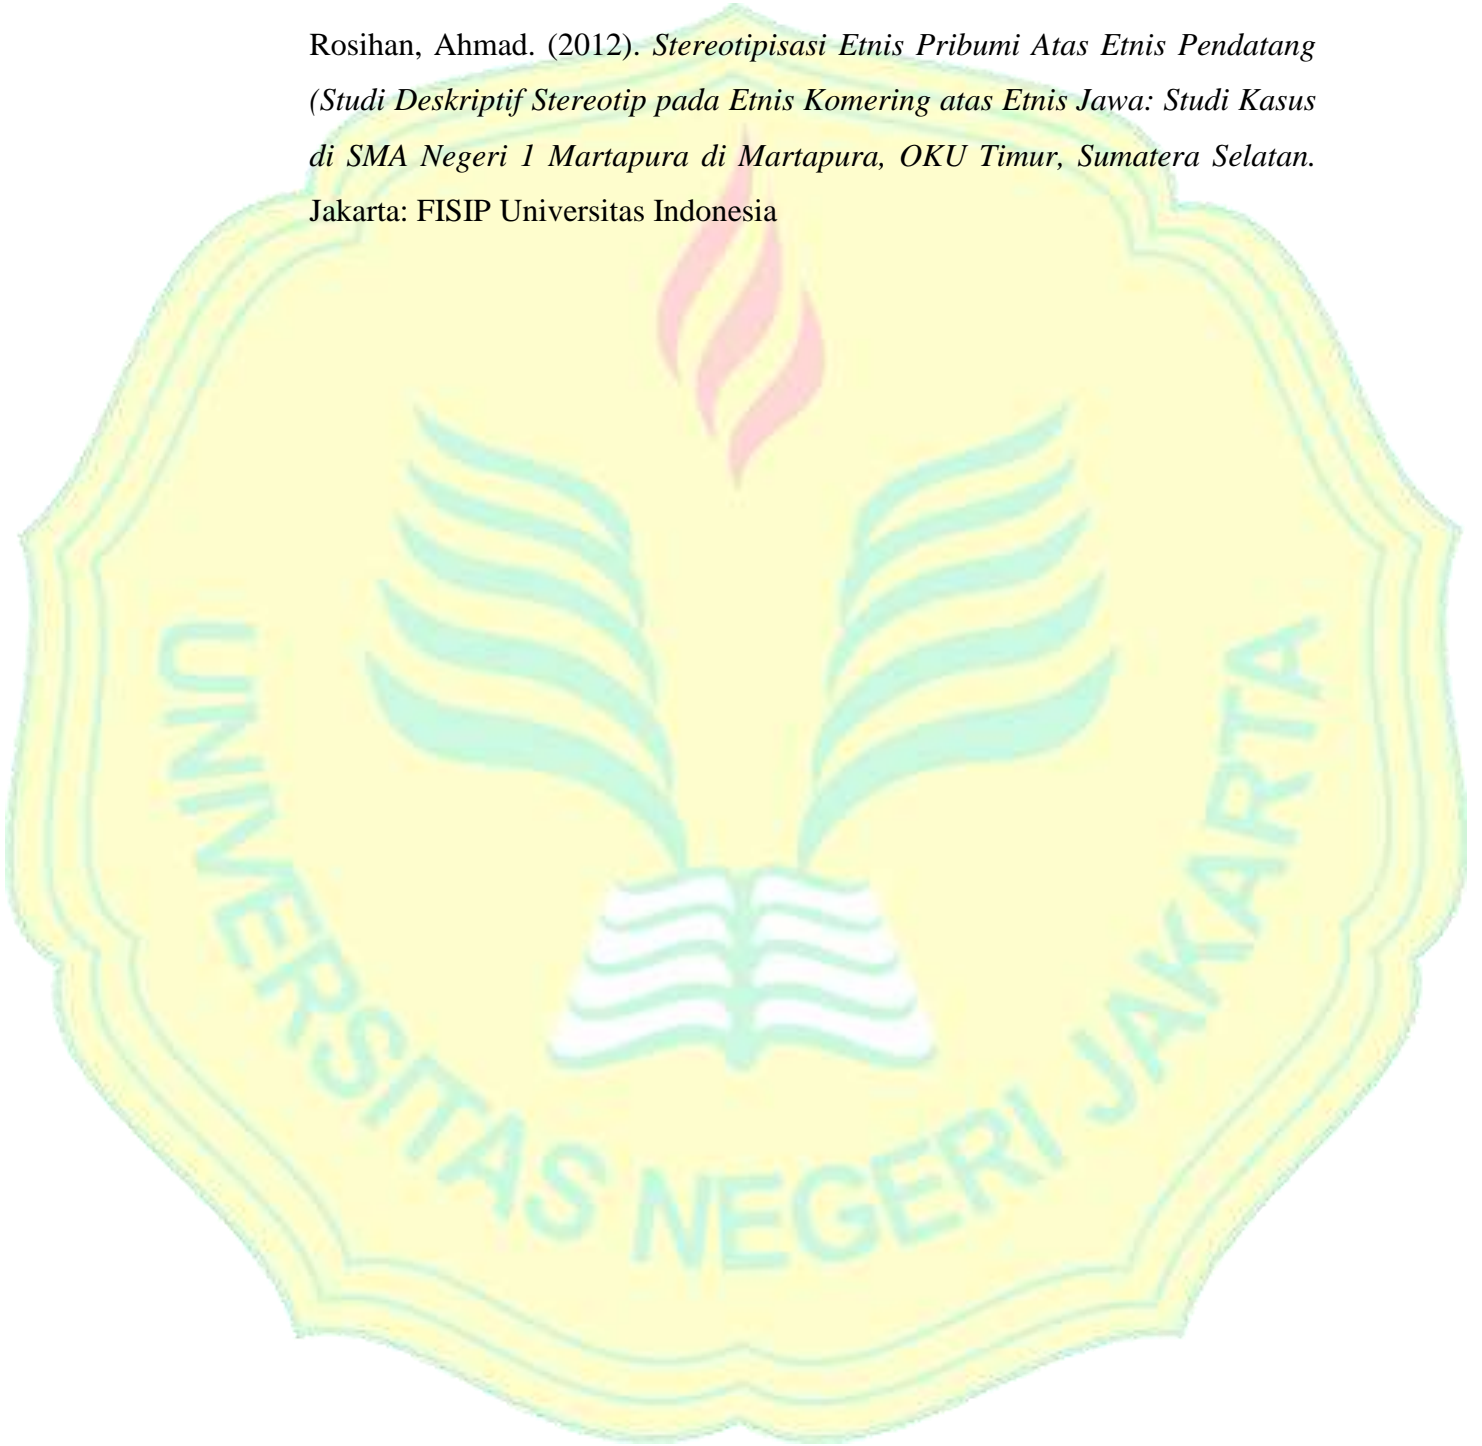 Rosihan, Ahmad. (2012). Stereotipisasi Etnis Pribumi Atas Etnis Pendatang
(Studi Deskriptif Stereotip pada Etnis Komering atas Etnis Jawa: Studi Kasus
di SMA Negeri 1 Martapura di Martapura, OKU Timur, Sumatera Selatan.
Jakarta: FISIP Universitas Indonesia
UNIVERSITAS NEGERI JAKARTA